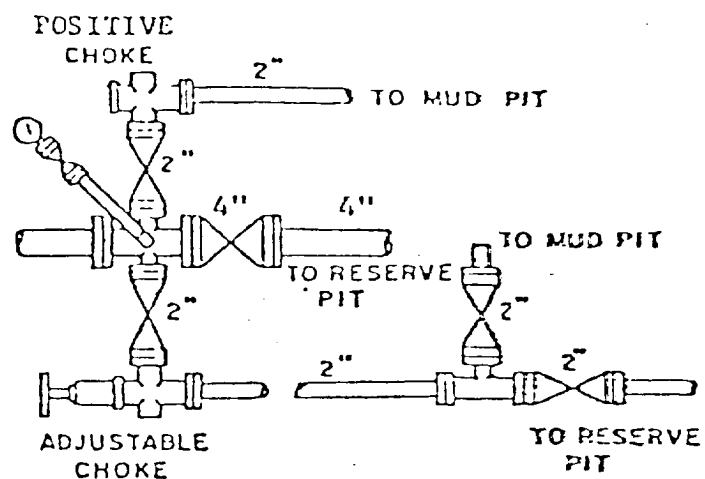 POSITIVE
CHOKE
2"
TO MUD PIT
2"
4"
4"
TO RESERVE
PIT
TO MUD PIT
2"
2"
2"
2"
ADJUSTABLE
CHOKE
TO RESERVE
PIT